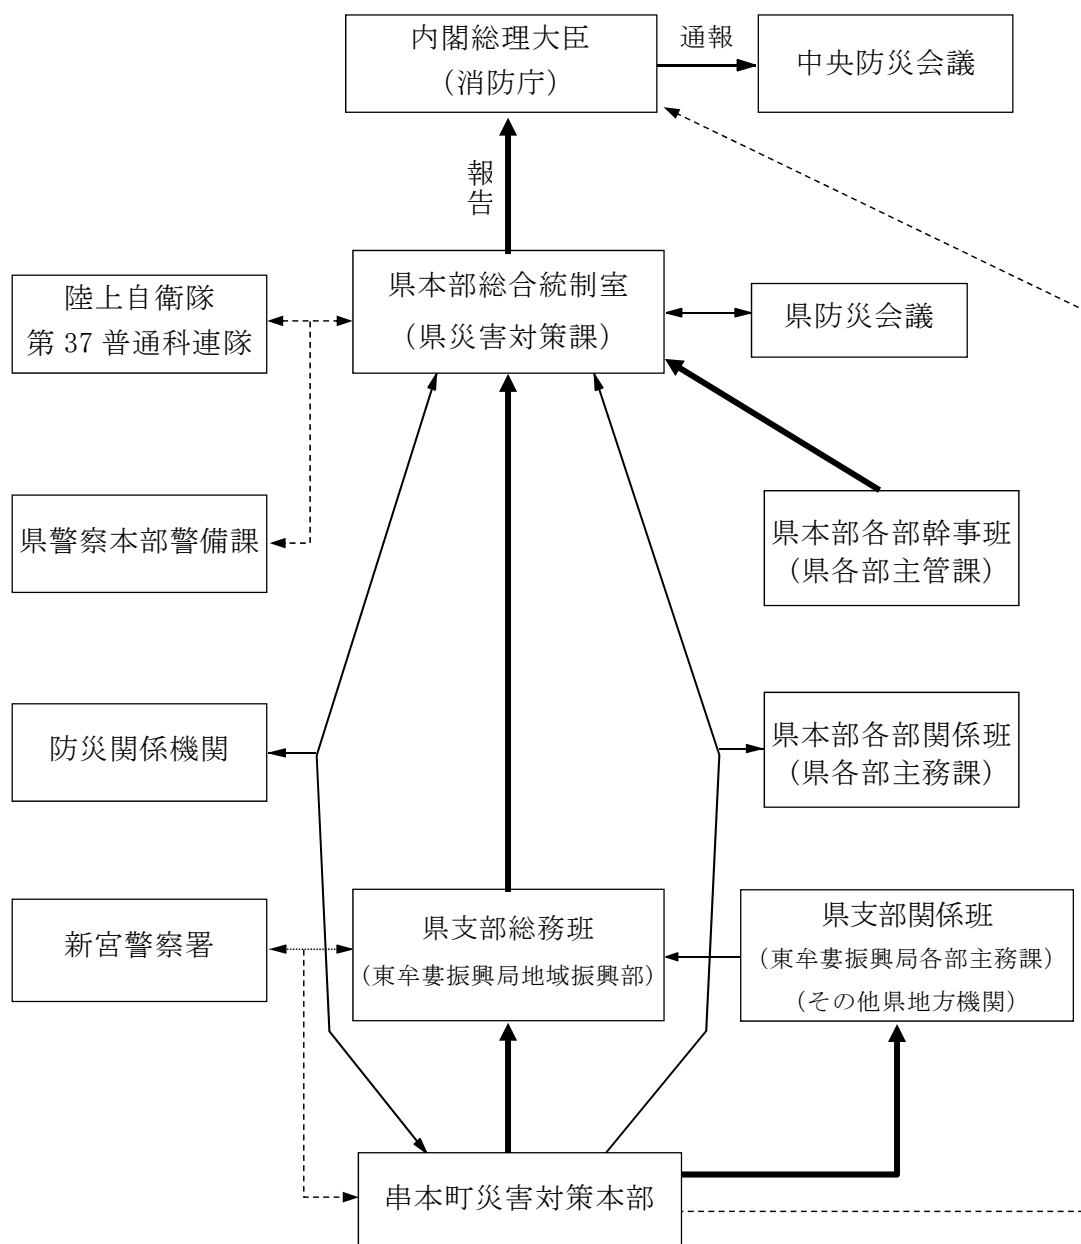 内閣総理大臣
（消防庁）
通報
中央防災会議
報告
陸上自衛隊
第 37 普通科連隊
県本部総合統制室
（県災害対策課）
県防災会議
県警察本部警備課
県本部各部幹事班
（県各部主管課）
防災関係機関
県本部各部関係班
（県各部主務課）
新宮警察署
県支部総務班
（東牟婁振興局地域振興部）
県支部関係班
（東牟婁振興局各部主務課）
（その他県地方機関）
串本町災害対策本部